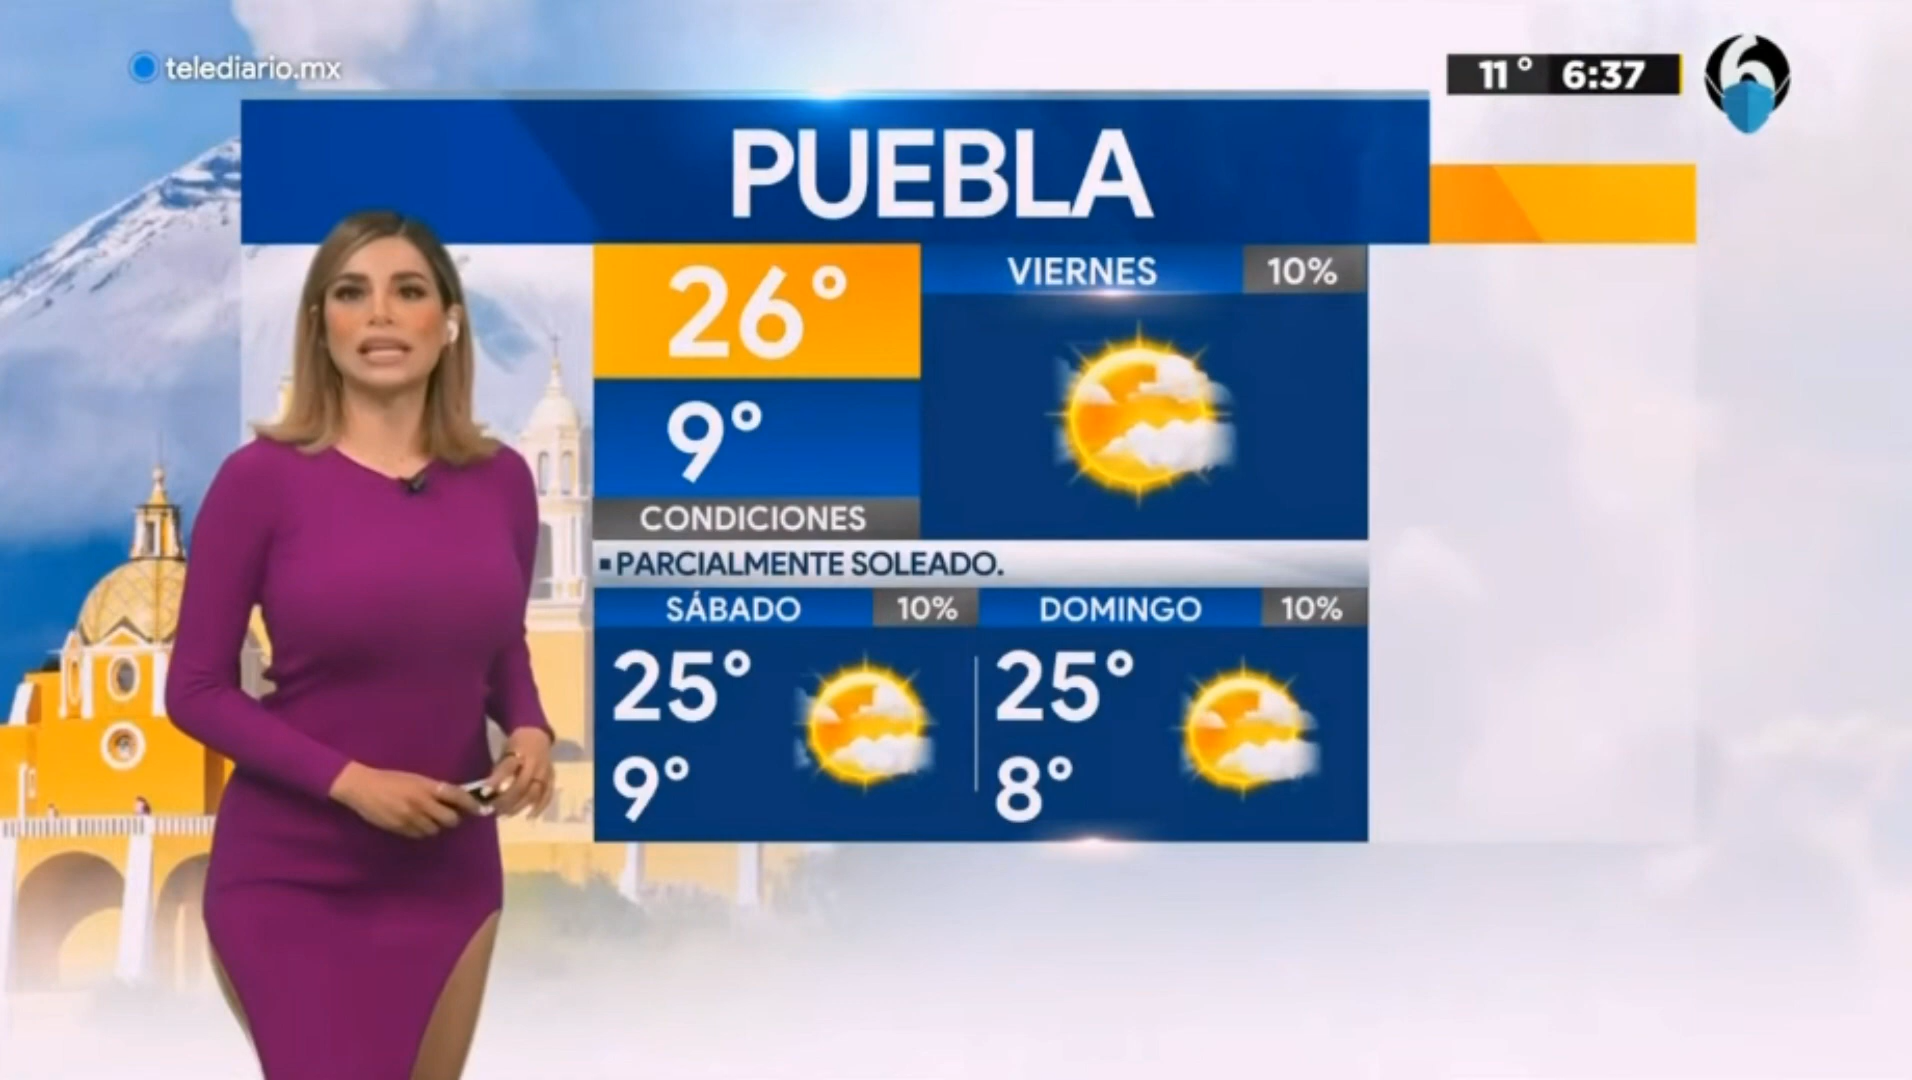 telediario.mx
11° 6:37
PUEBLA
26°
9°
VIERNES 10%
CONDICIONES
▪PARCIALMENTE SOLEADO.
SÁBADO 10%
25°
9°
DOMINGO 10%
25°
8°